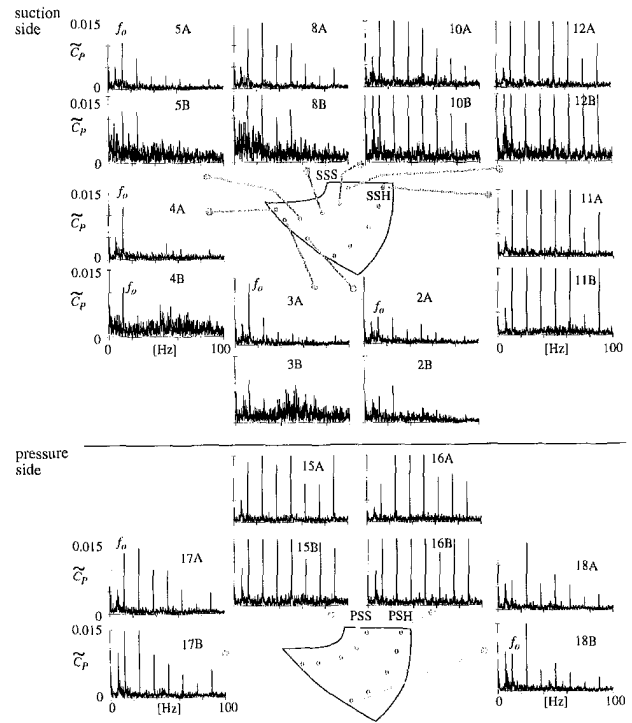 suction side
0.015 fo 5A 8A 10A 12A
C̃p
0
0.015 5B 8B 10B 12B
C̃p
0
SSS
SSH
0.015 fo 4A 11A
C̃p
0
0.015 fo 4B fo 3A fo 2A 11B
C̃p
0
0 [Hz] 0 [Hz] 100
3B 2B
pressure side
15A 16A
0.015 fo 17A 15B 16B 18A
C̃p
0
PSS PSH
0.015 17B fo 18B
C̃p
0
0 [Hz] 100 0 [Hz] 100